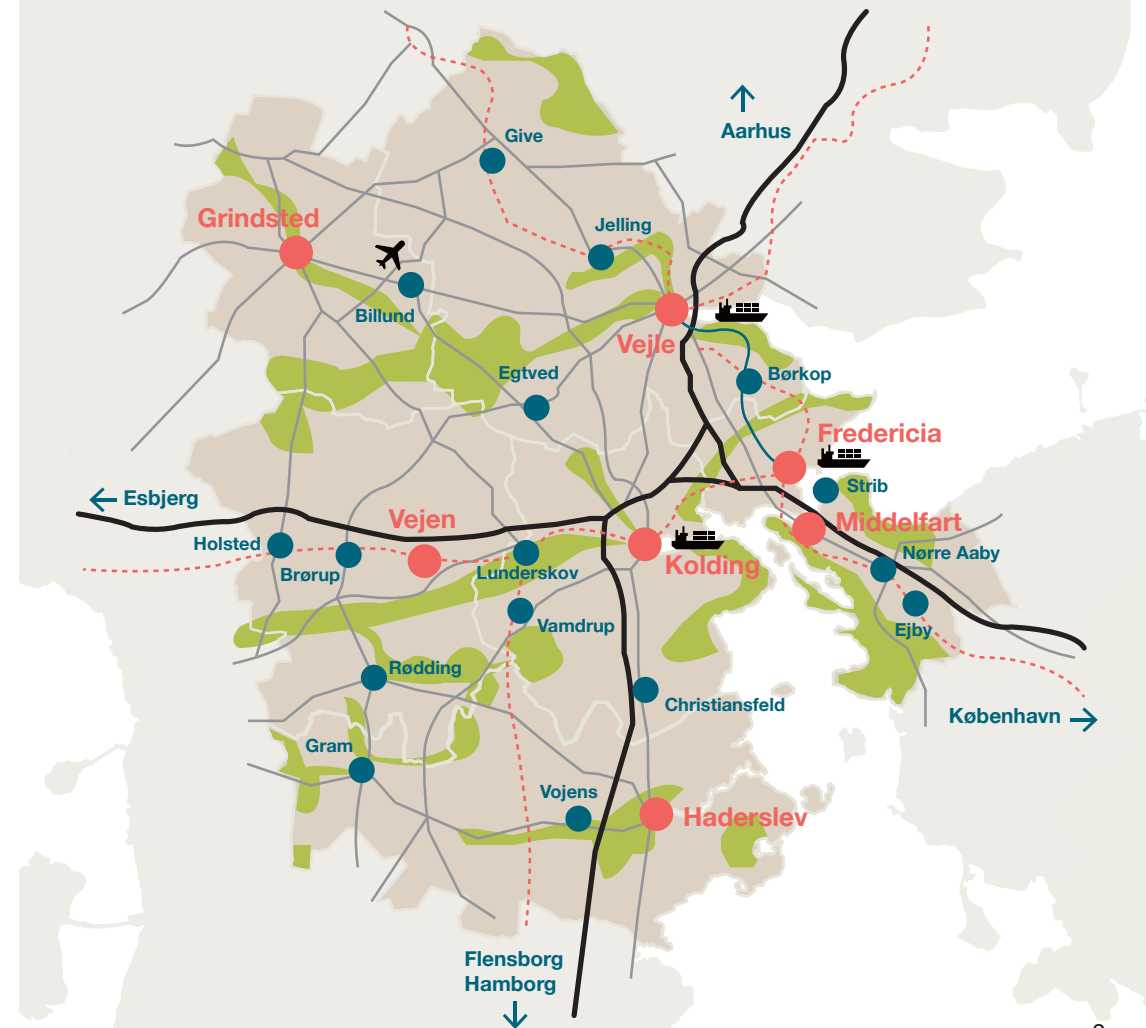 Give
Aarhus
Grindsted
Jelling
Billund
Vejle
Egtved
Børkop
Fredericia
Esbjerg
Strib
Vejen
Middelfart
Holsted
Nørre Aaby
Brørup
Lunderskov
Kolding
Ejby
Vamdrup
Rødding
Christiansfeld
København
Gram
Vojens
Haderslev
Flensborg
Hamborg